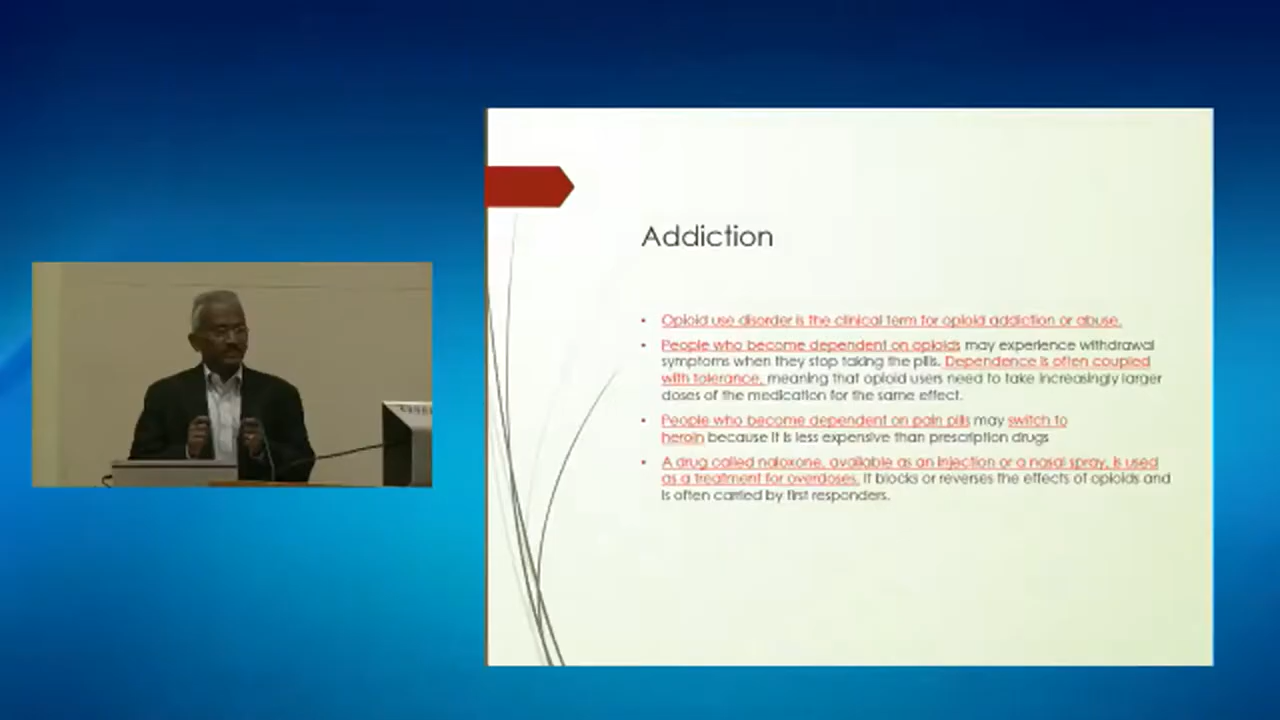 Addiction
• Opioid use disorder is the clinical term for opioid addiction or abuse.
• People who become dependent on opioids may experience withdrawal
symptoms when they stop taking the pills. Dependence is often coupled
with tolerance, meaning that opioid users need to take increasingly larger
doses of the medication for the same effect.
• People who become dependent on pain pills may switch to
heroin because it is less expensive than prescription drugs
• A drug called naloxone, available as an injection or a nasal spray, is used
as a treatment for overdoses. It blocks or reverses the effects of opioids and
is often carried by first responders.